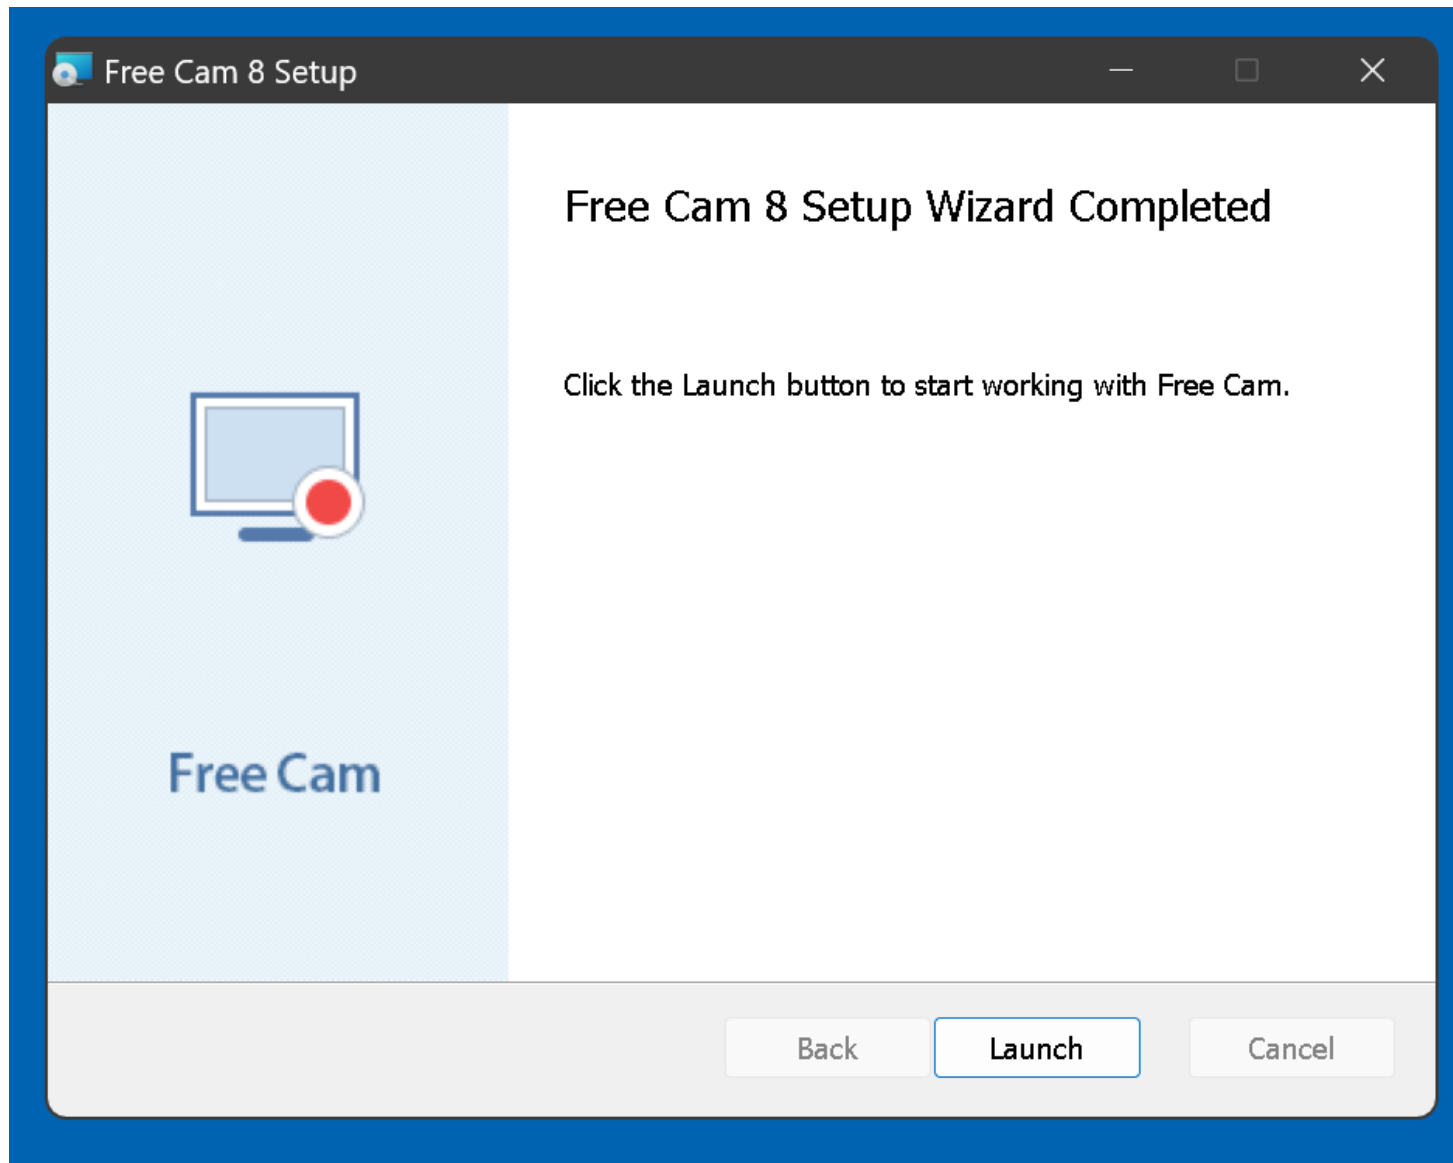 Free Cam 8 Setup
Free Cam 8 Setup Wizard Completed
Click the Launch button to start working with Free Cam.
Free Cam
Back
Launch
Cancel